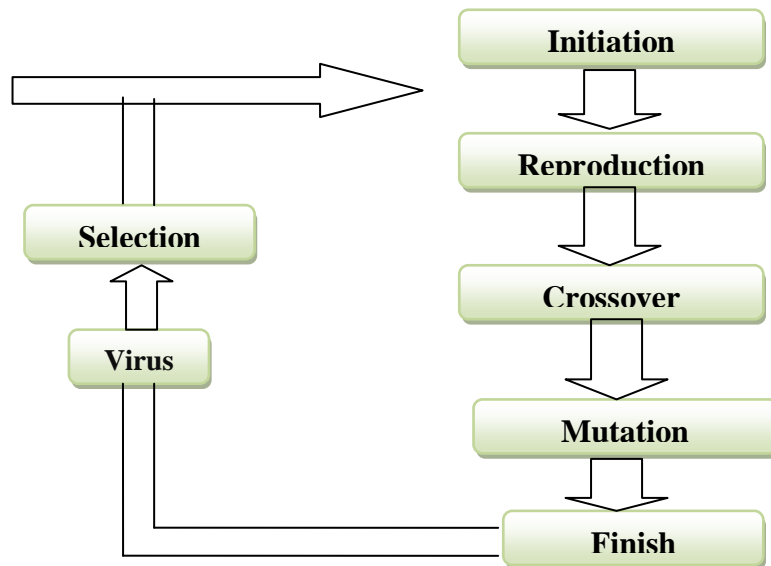 Initiation
Reproduction
Selection
Crossover
Virus
Mutation
Finish